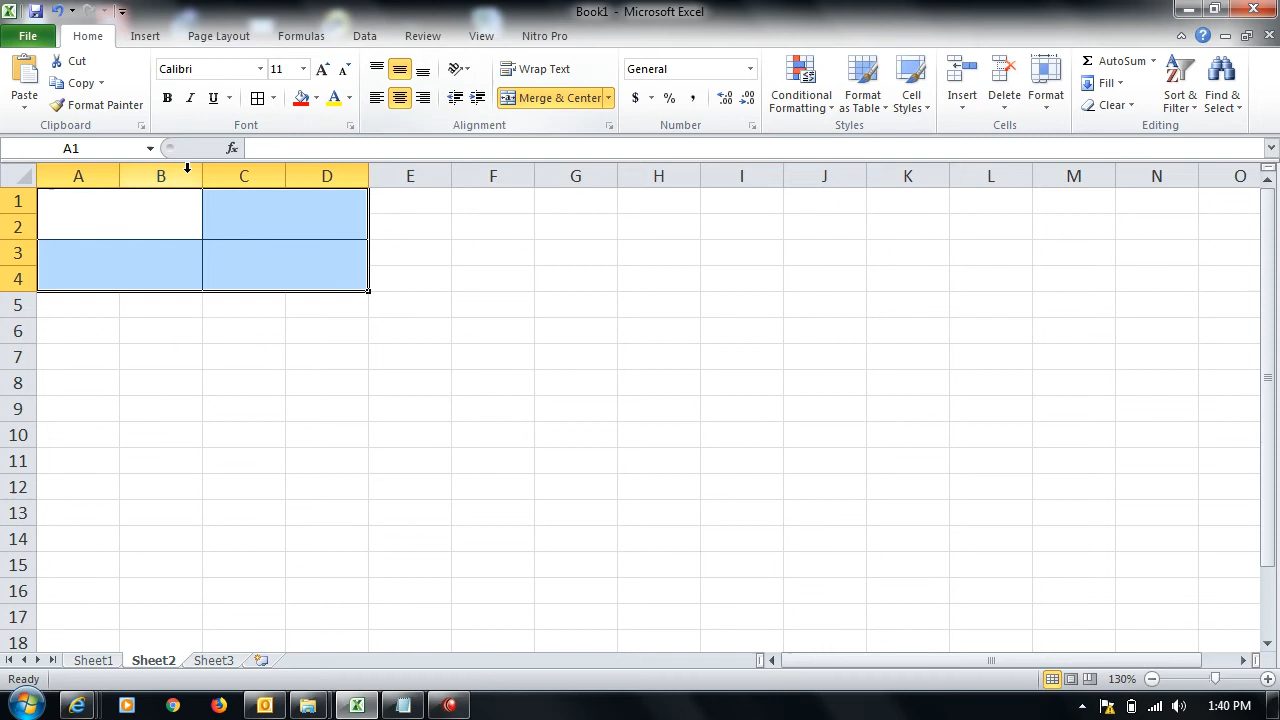 Book1 - Microsoft Excel
File Home Insert Page Layout Formulas Data Review View Nitro Pro
Paste
Cut
Copy
Format Painter
Clipboard
Calibri 11
B I U
Font
Wrap Text
Merge & Center
Alignment
General
$ % ,
Number
Conditional Formatting
Format as Table
Cell Styles
Styles
Insert
Delete
Format
Cells
AutoSum
Fill
Clear
Sort & Filter
Find & Select
Editing
A1 fx
A B C D E F G H I J K L M N O
1
2
3
4
5
6
7
8
9
10
11
12
13
14
15
16
17
18
Sheet1 Sheet2 Sheet3
Ready 130%
1:40 PM